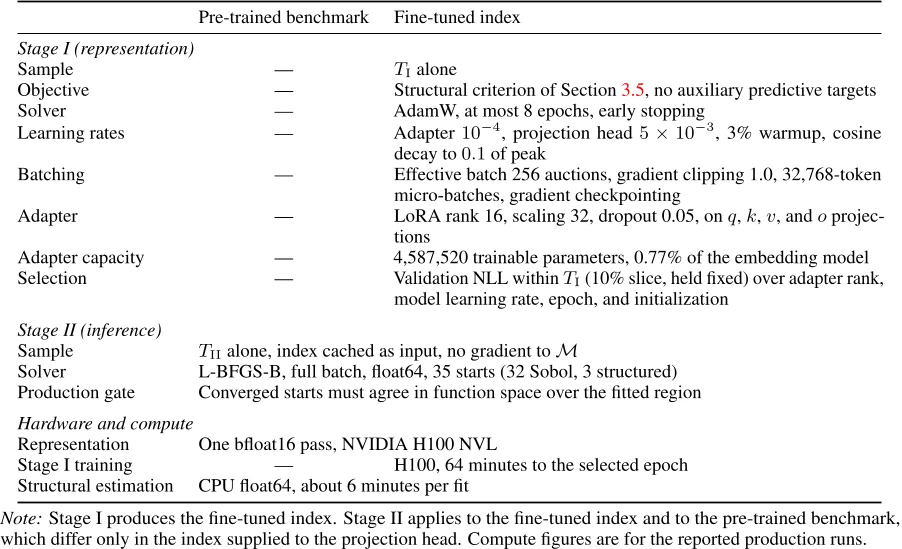 Pre-trained benchmark Fine-tuned index
Stage I (representation)
Sample — T_I alone
Objective — Structural criterion of Section 3.5, no auxiliary predictive targets
Solver — AdamW, at most 8 epochs, early stopping
Learning rates — Adapter 10^{−4}, projection head 5 × 10^{−3}, 3% warmup, cosine
decay to 0.1 of peak
Batching — Effective batch 256 auctions, gradient clipping 1.0, 32,768-token
micro-batches, gradient checkpointing
Adapter — LoRA rank 16, scaling 32, dropout 0.05, on q, k, v, and o projec-
tions
Adapter capacity — 4,587,520 trainable parameters, 0.77% of the embedding model
Selection — Validation NLL within T_I (10% slice, held fixed) over adapter rank,
model learning rate, epoch, and initialization
Stage II (inference)
Sample T_II alone, index cached as input, no gradient to ℳ
Solver L-BFGS-B, full batch, float64, 35 starts (32 Sobol, 3 structured)
Production gate Converged starts must agree in function space over the fitted region
Hardware and compute
Representation One bfloat16 pass, NVIDIA H100 NVL
Stage I training — H100, 64 minutes to the selected epoch
Structural estimation CPU float64, about 6 minutes per fit
Note: Stage I produces the fine-tuned index. Stage II applies to the fine-tuned index and to the pre-trained benchmark,
which differ only in the index supplied to the projection head. Compute figures are for the reported production runs.